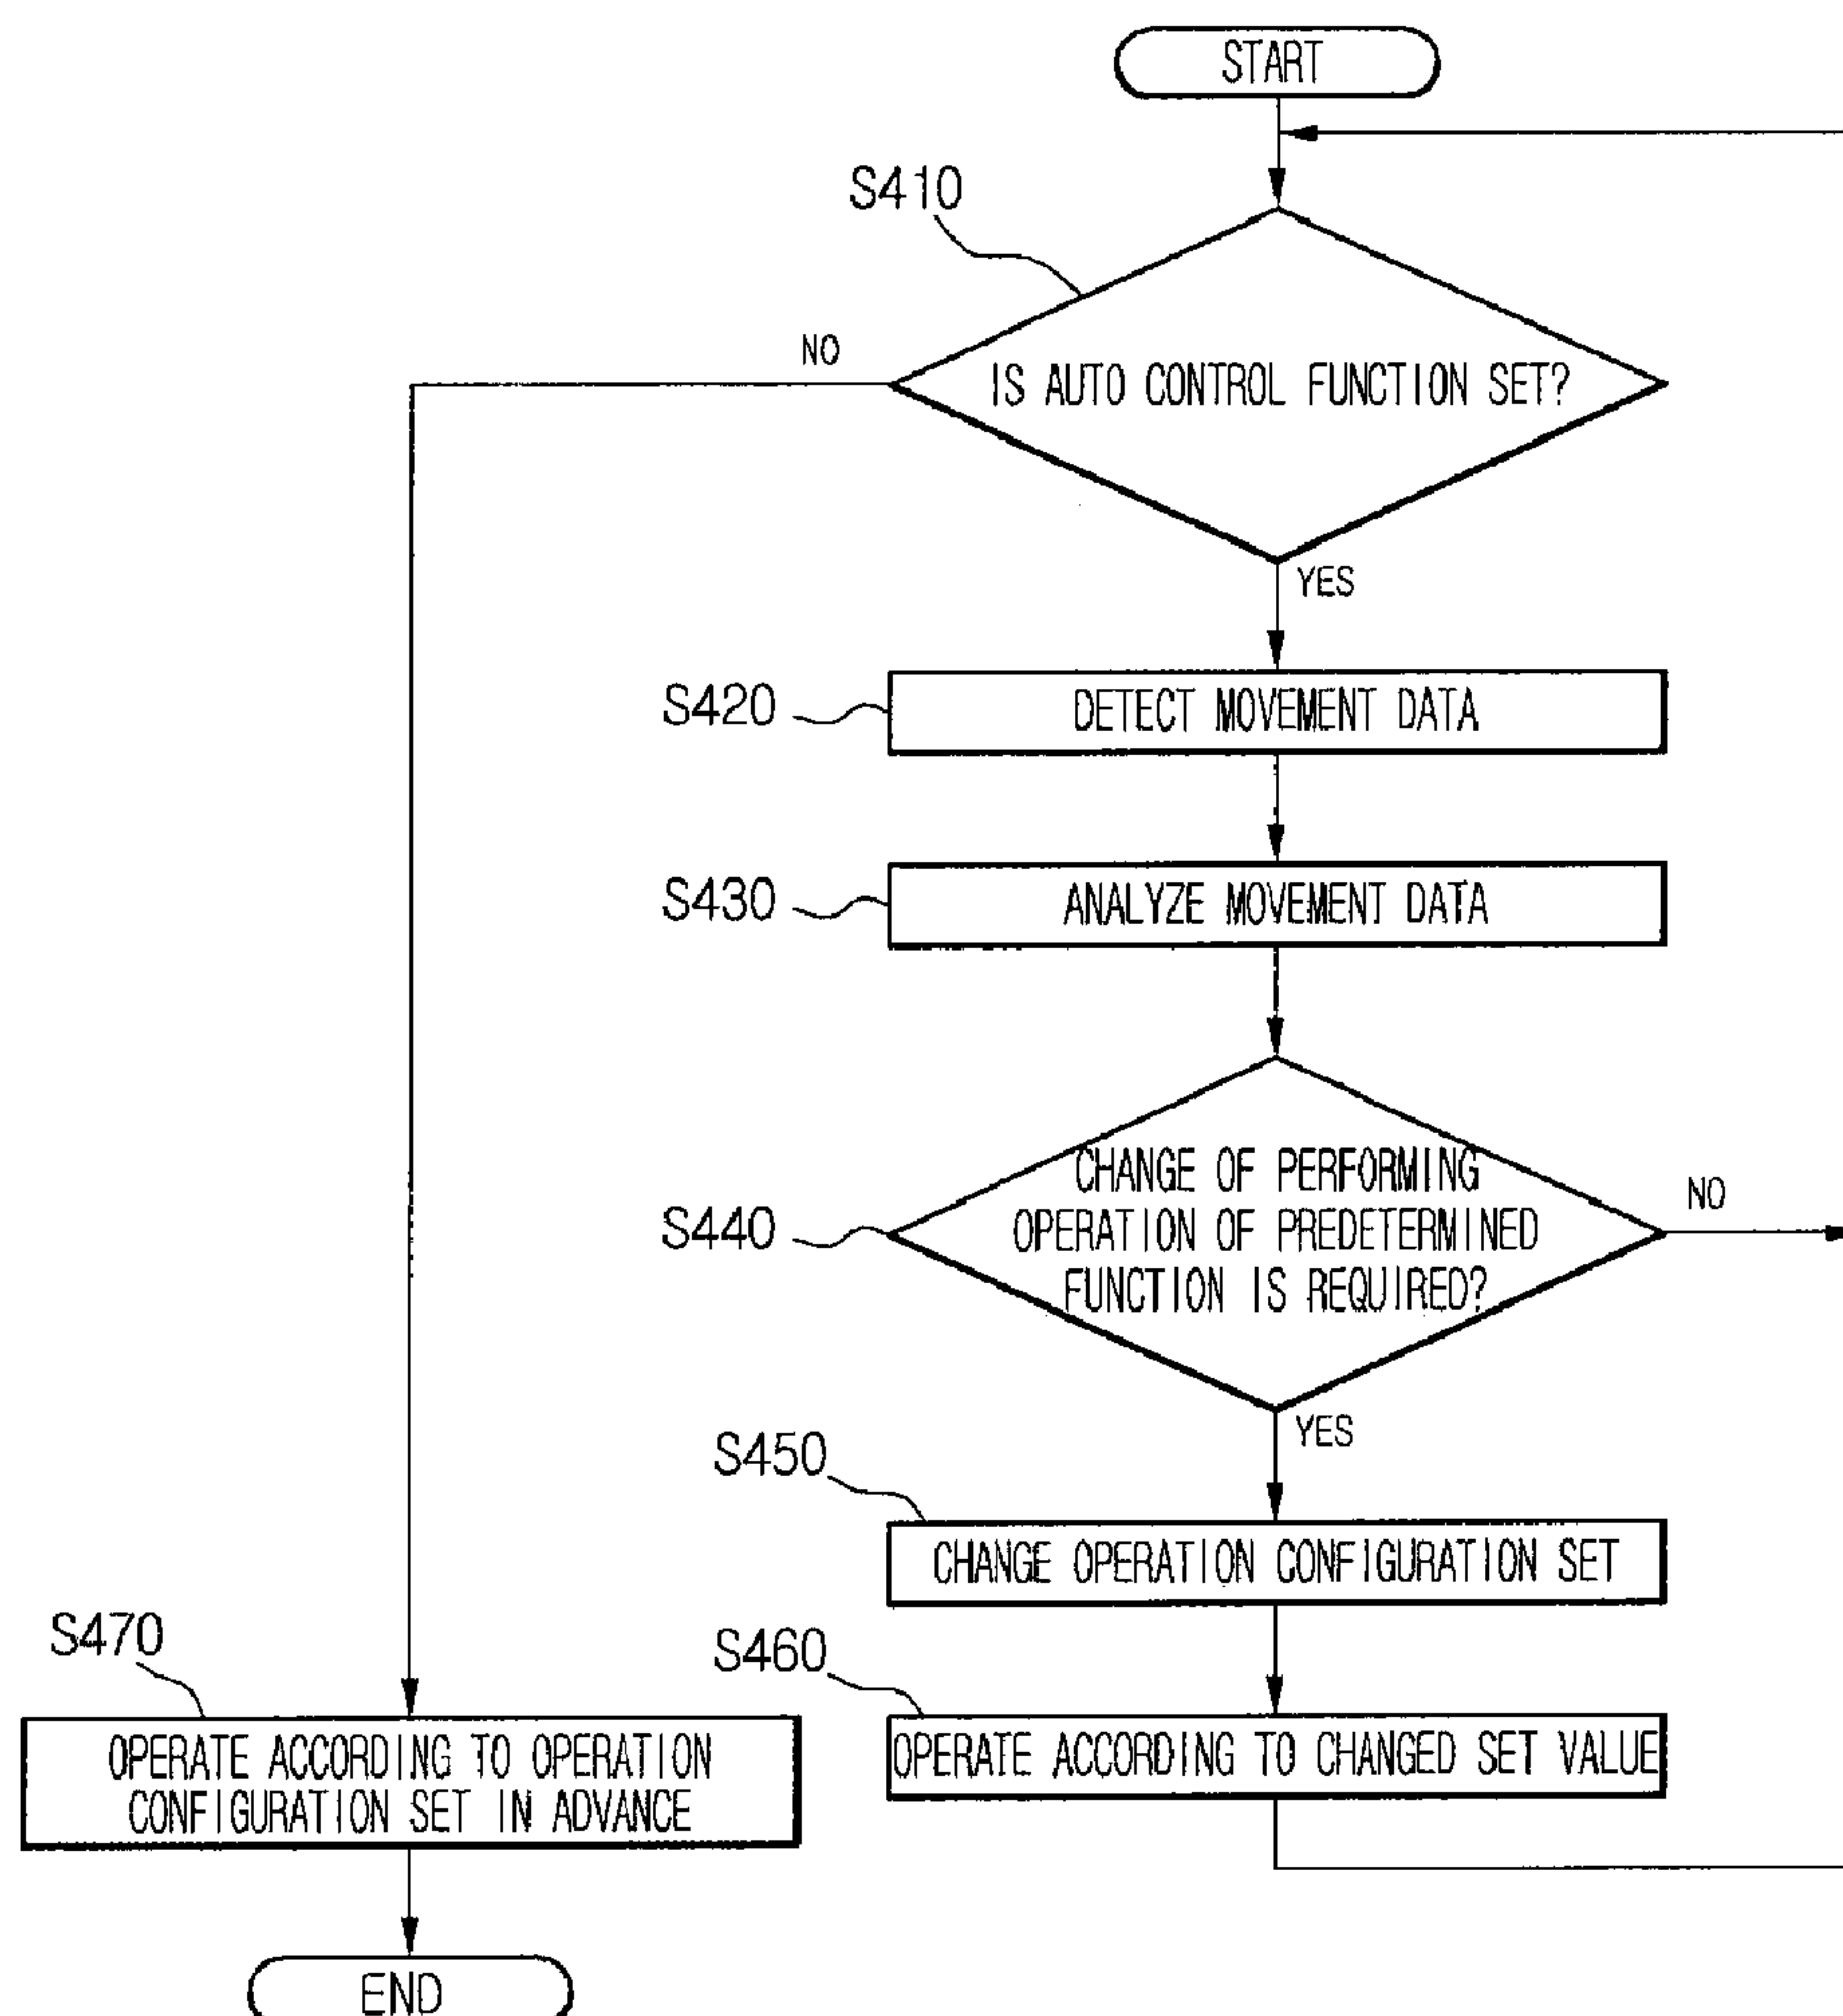 START
S410
NO
IS AUTO CONTROL FUNCTION SET?
YES
S420
DETECT MOVEMENT DATA
S430
ANALYZE MOVEMENT DATA
S440
CHANGE OF PERFORMING
OPERATION OF PREDETERMINED
FUNCTION IS REQUIRED?
NO
YES
S450
CHANGE OPERATION CONFIGURATION SET
S470
S460
OPERATE ACCORDING TO OPERATION
CONFIGURATION SET IN ADVANCE
OPERATE ACCORDING TO CHANGED SET VALUE
END